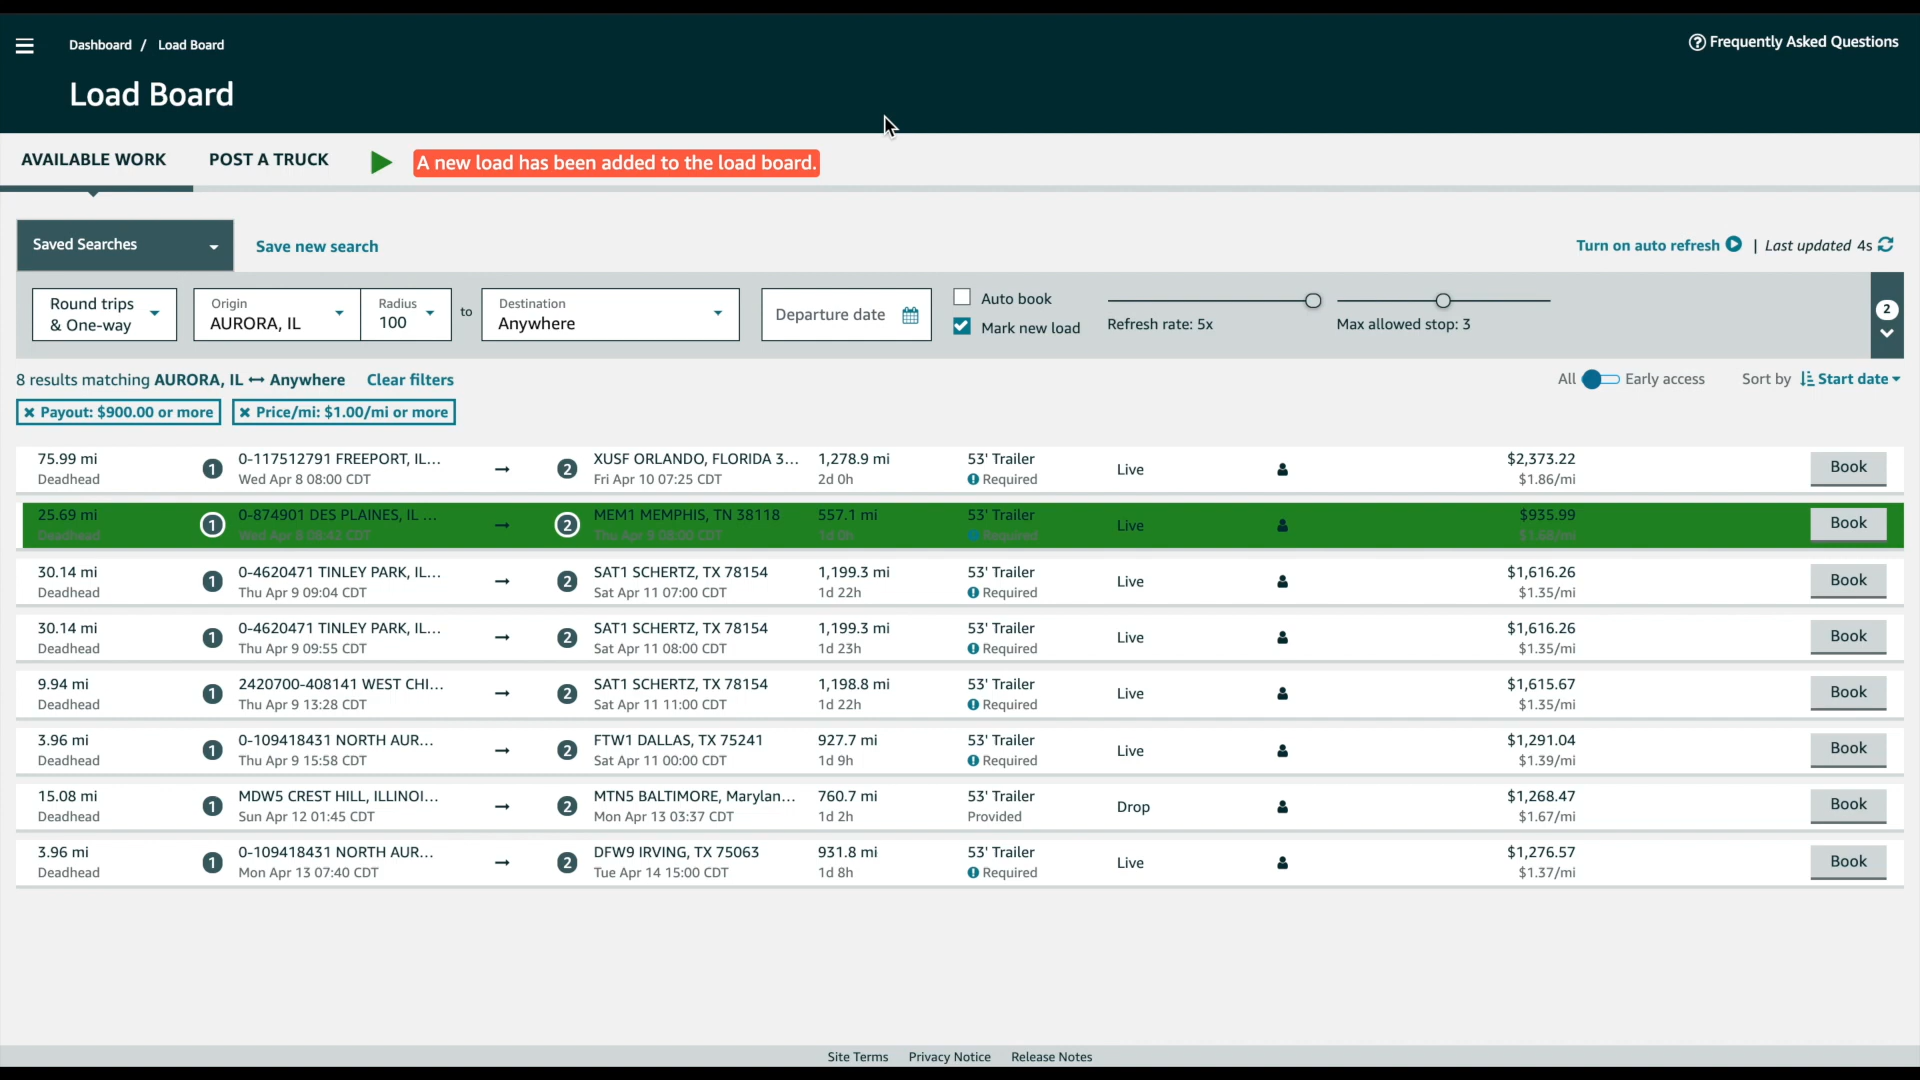 Dashboard / Load Board
Frequently Asked Questions
Load Board
AVAILABLE WORK
POST A TRUCK
A new load has been added to the load board.
Saved Searches
Save new search
Turn on auto refresh | Last updated 4s
Round trips
& One-way
Origin
AURORA, IL
Radius
100
to
Destination
Anywhere
Departure date
Auto book
Mark new load
Refresh rate: 5x
Max allowed stop: 3
2
8 results matching AURORA, IL ↔ Anywhere Clear filters
All Early access Sort by Start date
× Payout: $900.00 or more × Price/mi: $1.00/mi or more
75.99 mi 1 0-117512791 FREEPORT, IL... → 2 XUSF ORLANDO, FLORIDA 3... 1,278.9 mi 53' Trailer Live $2,373.22 Book
Deadhead Wed Apr 8 08:00 CDT Fri Apr 10 07:25 CDT 2d 0h Required $1.86/mi
25.69 mi 1 0-874901 DES PLAINES, IL ... → 2 MEM1 MEMPHIS, TN 38118 557.1 mi 53' Trailer Live $935.99 Book
Deadhead Wed Apr 8 08:42 CDT Thu Apr 9 08:00 CDT 1d 0h Required $1.68/mi
30.14 mi 1 0-4620471 TINLEY PARK, IL... → 2 SAT1 SCHERTZ, TX 78154 1,199.3 mi 53' Trailer Live $1,616.26 Book
Deadhead Thu Apr 9 09:04 CDT Sat Apr 11 07:00 CDT 1d 22h Required $1.35/mi
30.14 mi 1 0-4620471 TINLEY PARK, IL... → 2 SAT1 SCHERTZ, TX 78154 1,199.3 mi 53' Trailer Live $1,616.26 Book
Deadhead Thu Apr 9 09:55 CDT Sat Apr 11 08:00 CDT 1d 23h Required $1.35/mi
9.94 mi 1 2420700-408141 WEST CHI... → 2 SAT1 SCHERTZ, TX 78154 1,198.8 mi 53' Trailer Live $1,615.67 Book
Deadhead Thu Apr 9 13:28 CDT Sat Apr 11 11:00 CDT 1d 22h Required $1.35/mi
3.96 mi 1 0-109418431 NORTH AUR... → 2 FTW1 DALLAS, TX 75241 927.7 mi 53' Trailer Live $1,291.04 Book
Deadhead Thu Apr 9 15:58 CDT Sat Apr 11 00:00 CDT 1d 9h Required $1.39/mi
15.08 mi 1 MDW5 CREST HILL, ILLINOI... → 2 MTN5 BALTIMORE, Marylan... 760.7 mi 53' Trailer Drop $1,268.47 Book
Deadhead Sun Apr 12 01:45 CDT Mon Apr 13 03:37 CDT 1d 2h Provided $1.67/mi
3.96 mi 1 0-109418431 NORTH AUR... → 2 DFW9 IRVING, TX 75063 931.8 mi 53' Trailer Live $1,276.57 Book
Deadhead Mon Apr 13 07:40 CDT Tue Apr 14 15:00 CDT 1d 8h Required $1.37/mi
Site Terms Privacy Notice Release Notes